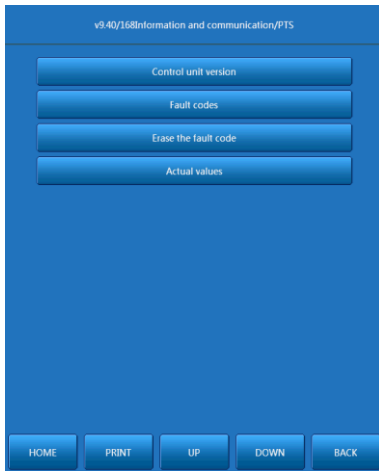 v9.40/168Information and communication/PTS
Control unit version
Fault codes
Erase the fault code
Actual values
HOME PRINT UP DOWN BACK